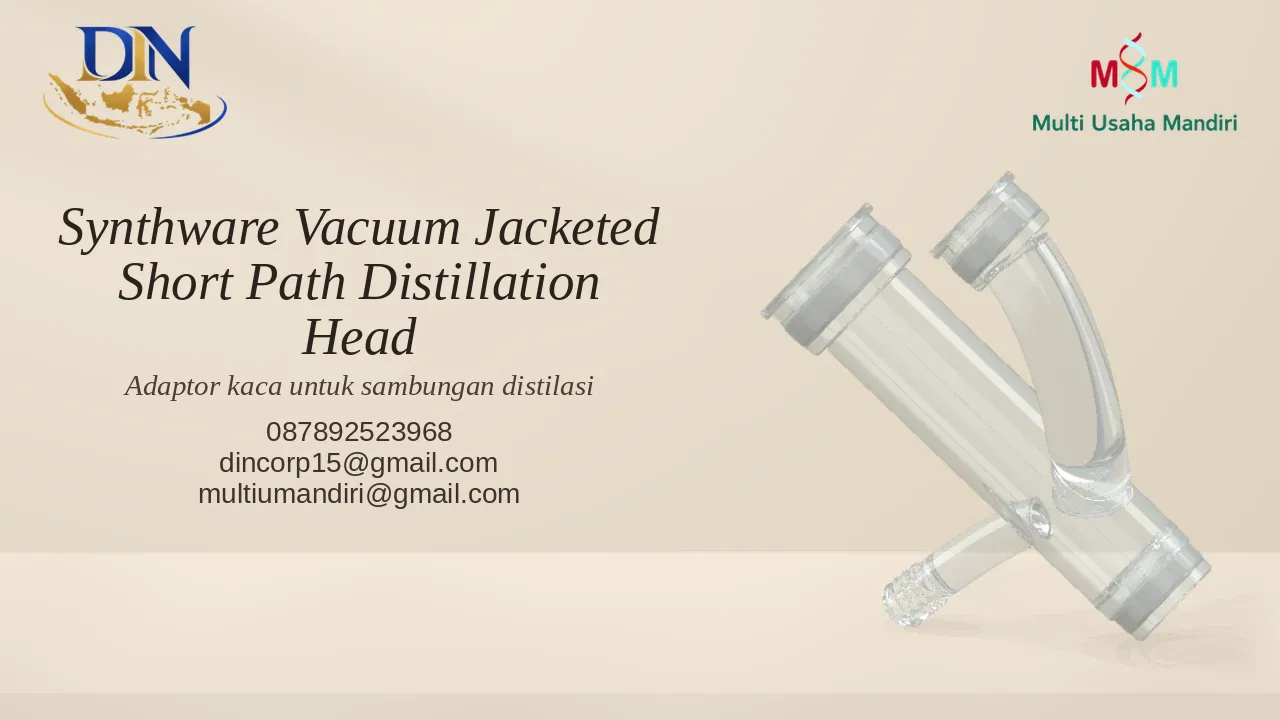 DIN
MSM
Multi Usaha Mandiri
Synthware Vacuum Jacketed
Short Path Distillation
Head
Adaptor kaca untuk sambungan distilasi
087892523968
dincorp15@gmail.com
multiumandiri@gmail.com